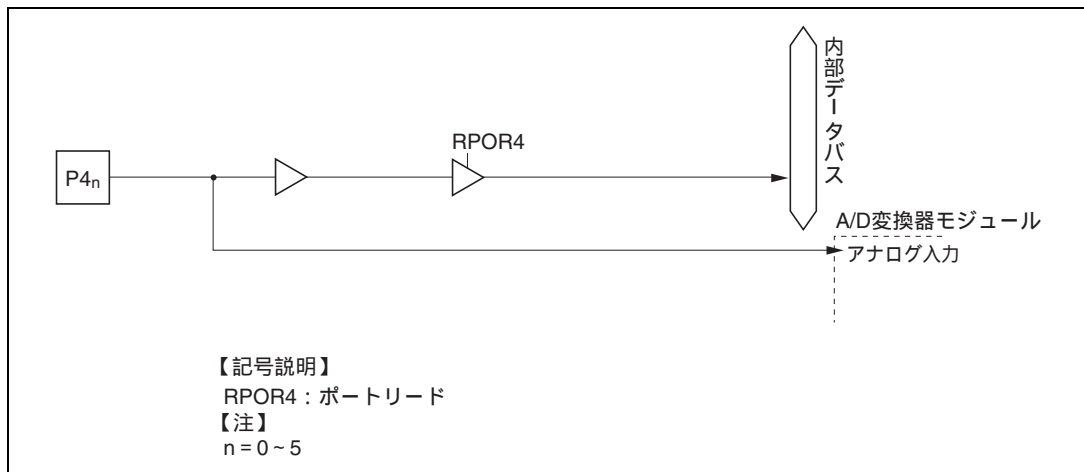 内部データバス
RPOR4
P4n
A/D変換器モジュール
アナログ入力
【記号説明】
RPOR4：ポートリード
【注】
n = 0～5